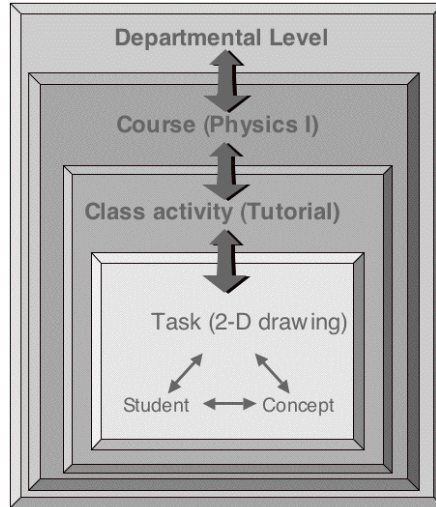 Departmental Level
Course (Physics I)
Class activity (Tutorial)
Task (2-D drawing)
Student Concept